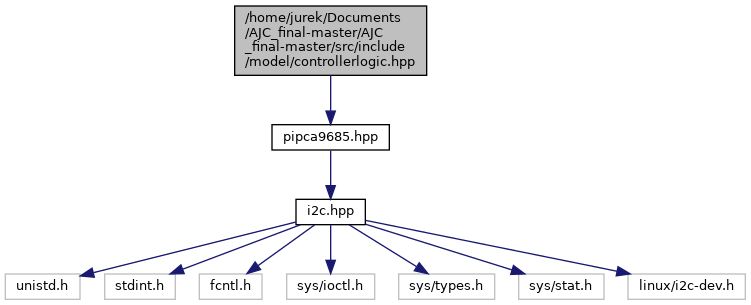 /home/jurek/Documents
/AJC_final-master/AJC
_final-master/src/include
/model/controllerlogic.hpp
pipca9685.hpp
i2c.hpp
unistd.h
stdint.h
fcntl.h
sys/ioctl.h
sys/types.h
sys/stat.h
linux/i2c-dev.h